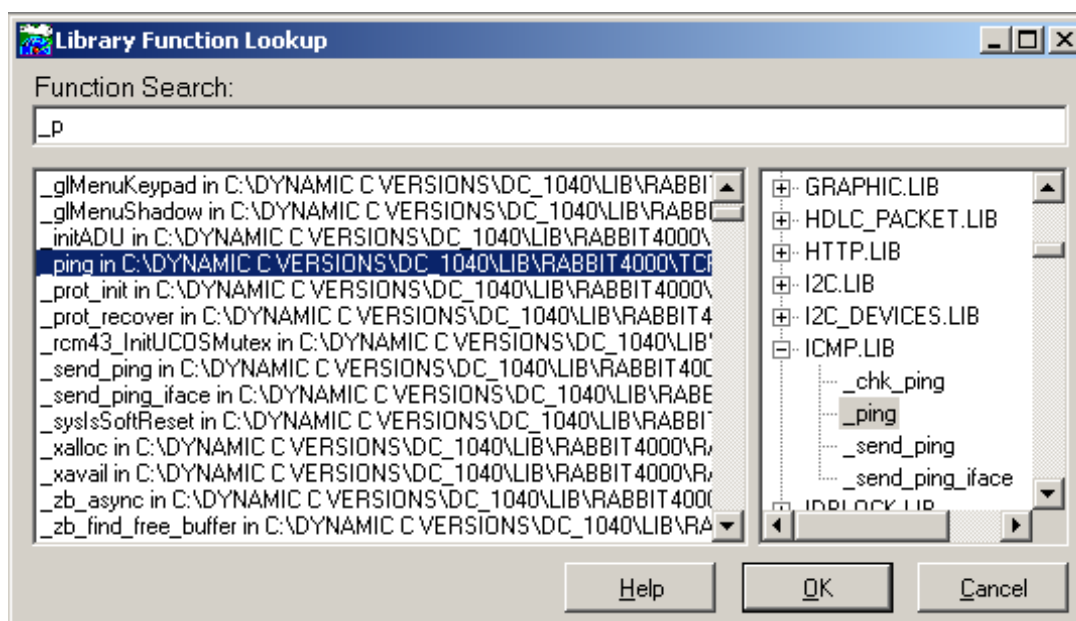 Library Function Lookup
Function Search:
_p
_glMenuKeypad in C:\DYNAMIC C VERSIONS\DC_1040\LIB\RABBI
_glMenuShadow in C:\DYNAMIC C VERSIONS\DC_1040\LIB\RABBI
_initADU in C:\DYNAMIC C VERSIONS\DC_1040\LIB\RABBIT4000\
_ping in C:\DYNAMIC C VERSIONS\DC_1040\LIB\RABBIT4000\TCP
_prot_init in C:\DYNAMIC C VERSIONS\DC_1040\LIB\RABBIT4000\
_prot_recover in C:\DYNAMIC C VERSIONS\DC_1040\LIB\RABBIT4
_rcm43_InitUCOSMutex in C:\DYNAMIC C VERSIONS\DC_1040\LIB\
_send_ping in C:\DYNAMIC C VERSIONS\DC_1040\LIB\RABBIT400
_send_ping_iface in C:\DYNAMIC C VERSIONS\DC_1040\LIB\RABB
_sysIsSoftReset in C:\DYNAMIC C VERSIONS\DC_1040\LIB\RABBI
_xalloc in C:\DYNAMIC C VERSIONS\DC_1040\LIB\RABBIT4000\R
_xavail in C:\DYNAMIC C VERSIONS\DC_1040\LIB\RABBIT4000\R
_zb_async in C:\DYNAMIC C VERSIONS\DC_1040\LIB\RABBIT400
_zb_find_free_buffer in C:\DYNAMIC C VERSIONS\DC_1040\LIB\RA
GRAPHIC.LIB
HDLC_PACKET.LIB
HTTP.LIB
I2C.LIB
I2C_DEVICES.LIB
ICMP.LIB
_chk_ping
_ping
_send_ping
_send_ping_iface
IDBLOCK.LIB
Help
OK
Cancel